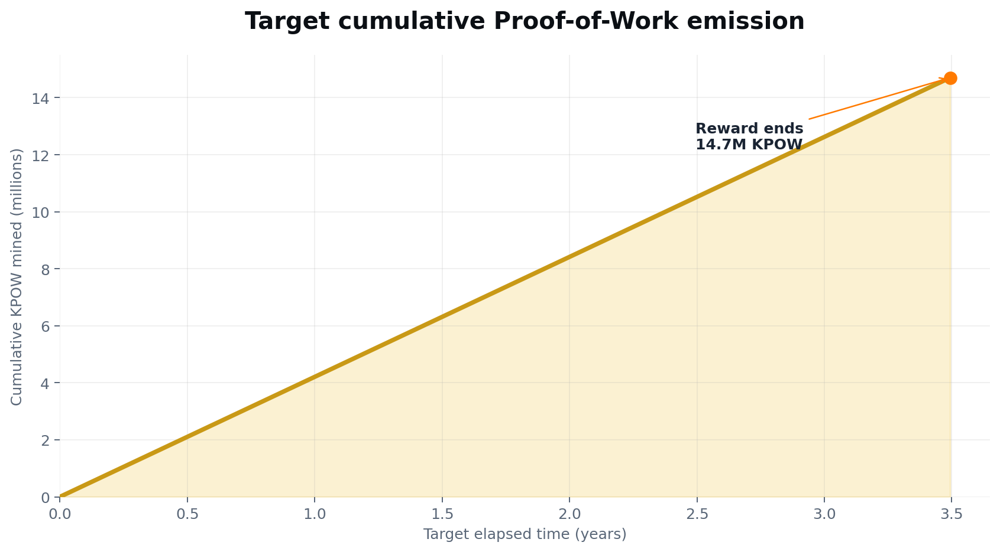 Target cumulative Proof-of-Work emission
Cumulative KPOW mined (millions)
14
12
10
8
6
4
2
0
Reward ends
14.7M KPOW
0.0 0.5 1.0 1.5 2.0 2.5 3.0 3.5
Target elapsed time (years)